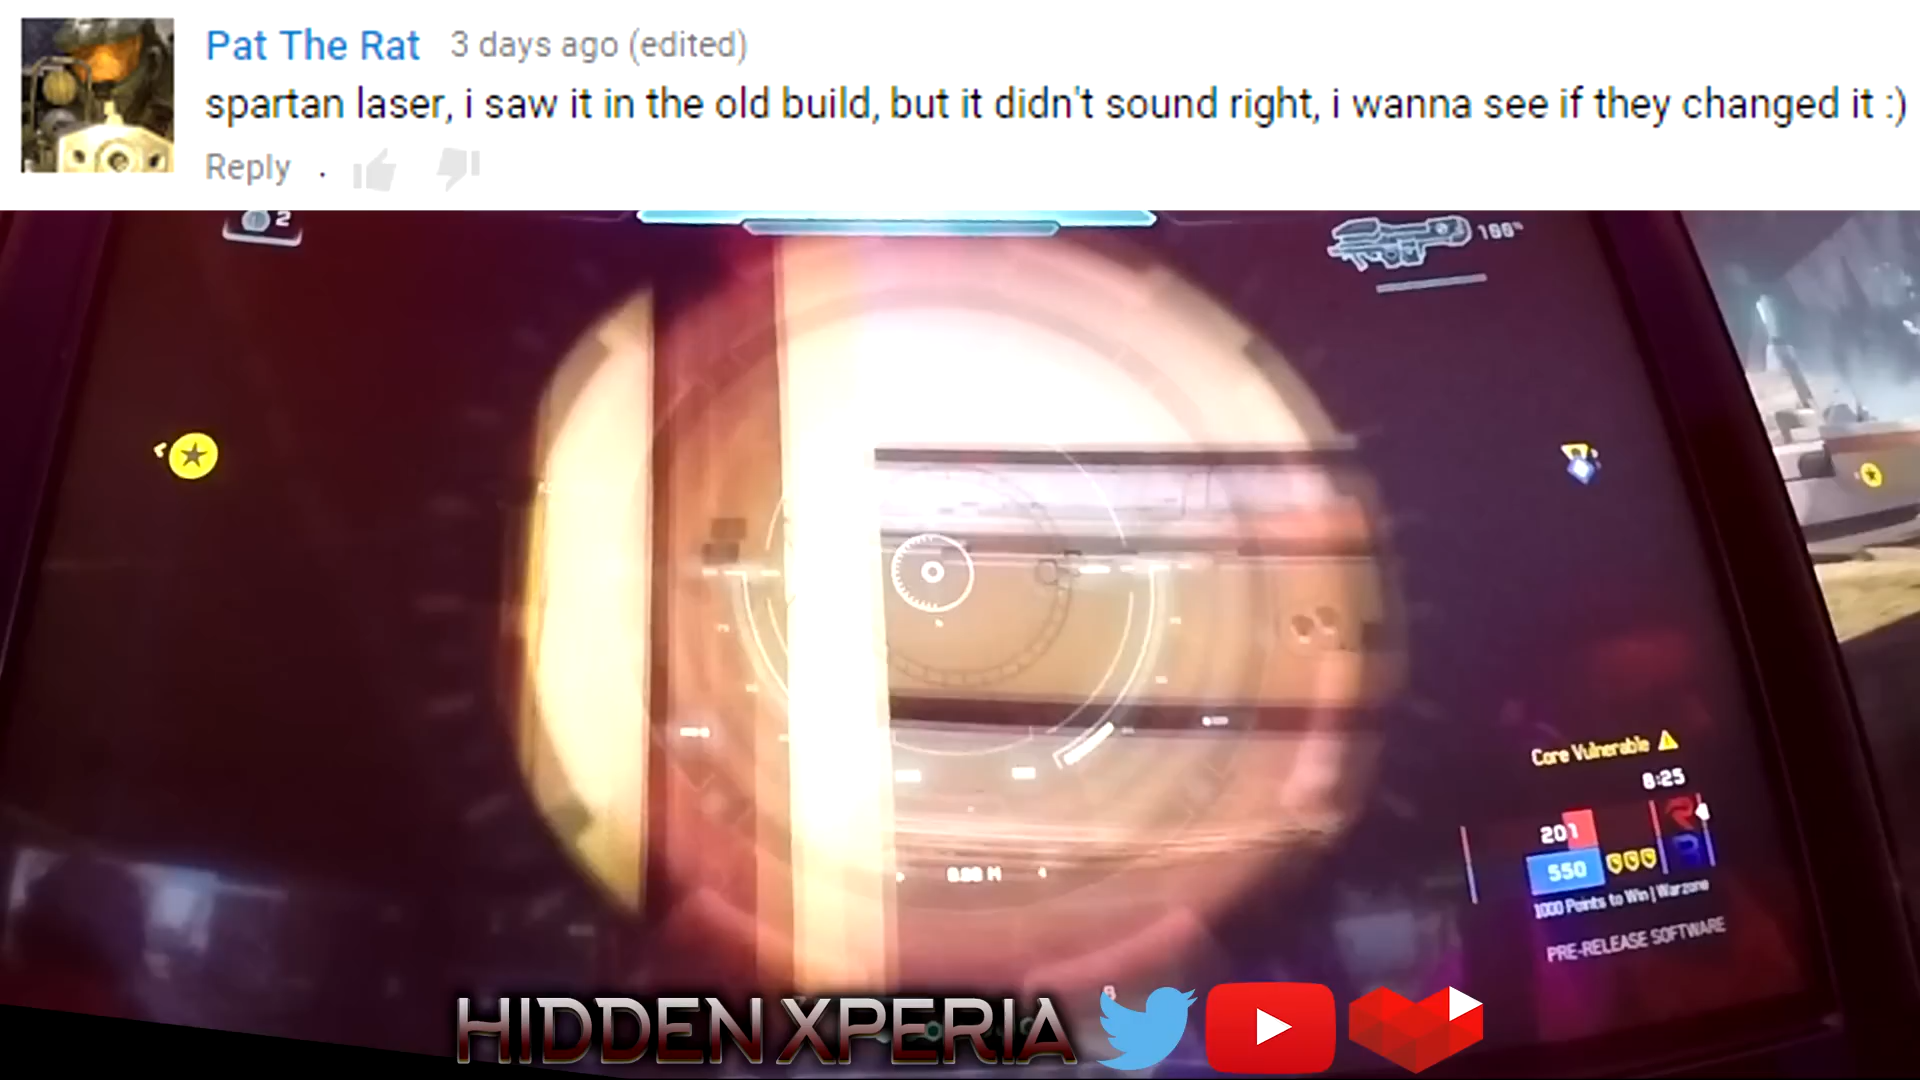 Pat The Rat 3 days ago (edited)
spartan laser, i saw it in the old build, but it didn't sound right, i wanna see if they changed it :)
Reply .
2
100%
Core Vulnerable
8:25
201
550
1000 Points to Win | Warzone
PRE-RELEASE SOFTWARE
HIDDEN XPERIA